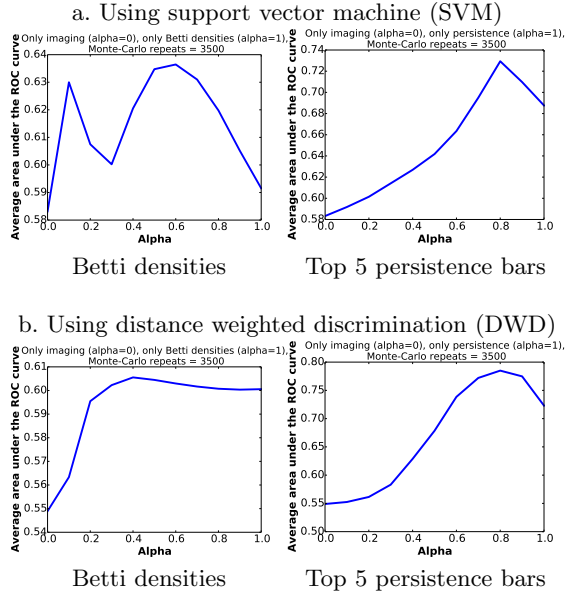 a. Using support vector machine (SVM)
Only imaging (alpha=0), only Betti densities (alpha=1),
Monte-Carlo repeats = 3500
Average area under the ROC curve
0.64
0.63
0.62
0.61
0.60
0.59
0.58
0.0 0.2 0.4 0.6 0.8 1.0
Alpha
Betti densities
Only imaging (alpha=0), only persistence (alpha=1),
Monte-Carlo repeats = 3500
Average area under the ROC curve
0.74
0.72
0.70
0.68
0.66
0.64
0.62
0.60
0.58
0.0 0.2 0.4 0.6 0.8 1.0
Alpha
Top 5 persistence bars
b. Using distance weighted discrimination (DWD)
Only imaging (alpha=0), only Betti densities (alpha=1),
Monte-Carlo repeats = 3500
Average area under the ROC curve
0.61
0.60
0.59
0.58
0.57
0.56
0.55
0.54
0.0 0.2 0.4 0.6 0.8 1.0
Alpha
Betti densities
Only imaging (alpha=0), only persistence (alpha=1),
Monte-Carlo repeats = 3500
Average area under the ROC curve
0.80
0.75
0.70
0.65
0.60
0.55
0.50
0.0 0.2 0.4 0.6 0.8 1.0
Alpha
Top 5 persistence bars